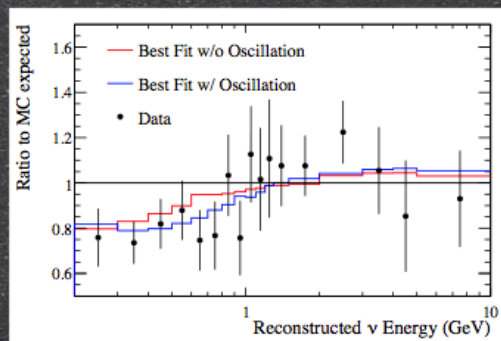 Ratio to MC expected
1.6
1.4
1.2
1
0.8
0.6
Best Fit w/o Oscillation
Best Fit w/ Oscillation
Data
1
10
Reconstructed ν Energy (GeV)